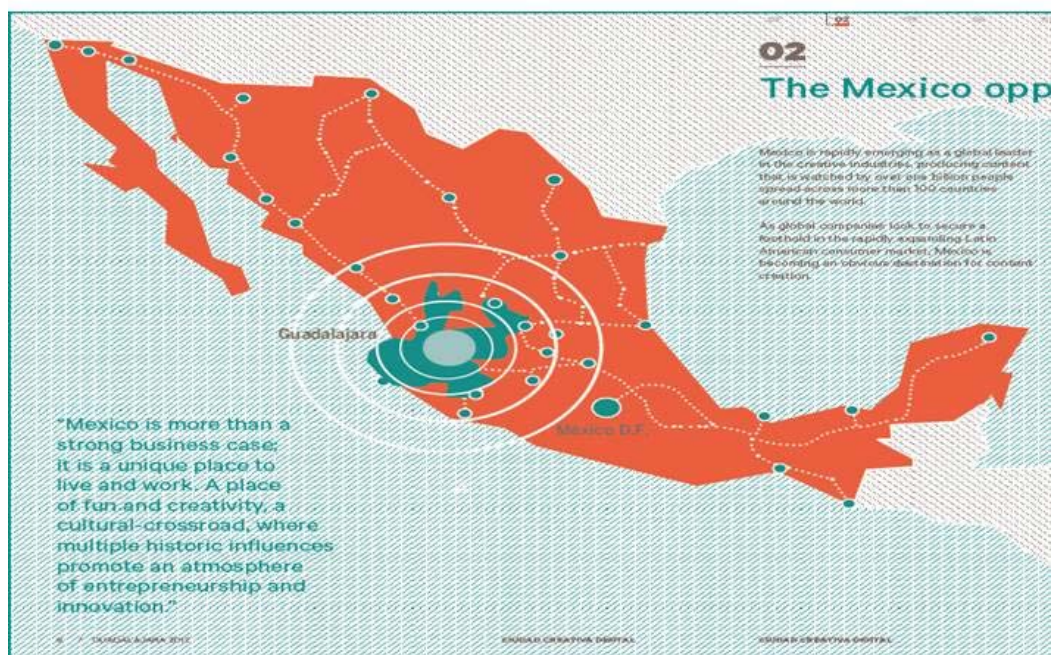 02
02
The Mexico opp
Mexico is rapidly emerging as a global leader
in the creative industries, producing content
that is watched by over one billion people
spread across more than 100 countries
around the world.
As global companies look to secure a
foothold in the rapidly expanding Latin
American consumer market, Mexico is
becoming an obvious destination for content
creation.
Guadalajara
México D.F.
"Mexico is more than a
strong business case;
it is a unique place to
live and work. A place
of fun and creativity, a
cultural-crossroad, where
multiple historic influences
promote an atmosphere
of entrepreneurship and
innovation."
/ GUADALAJARA 2012
CIUDAD CREATIVA DIGITAL
CIUDAD CREATIVA DIGITAL